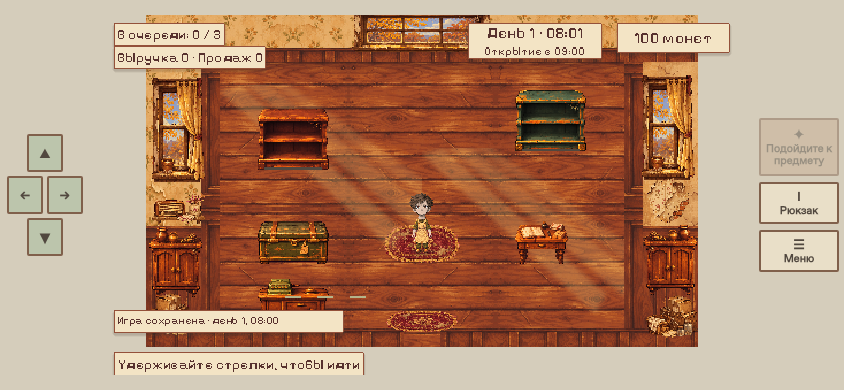 В очереди: 0 / 3
Выручка 0 · Продаж 0
День 1 · 08:01
Открытие в 09:00
100 монет
Подойдите к
предмету
I
Рюкзак
Меню
Игра сохранена · день 1, 08:00
Удерживайте стрелки, чтобы идти